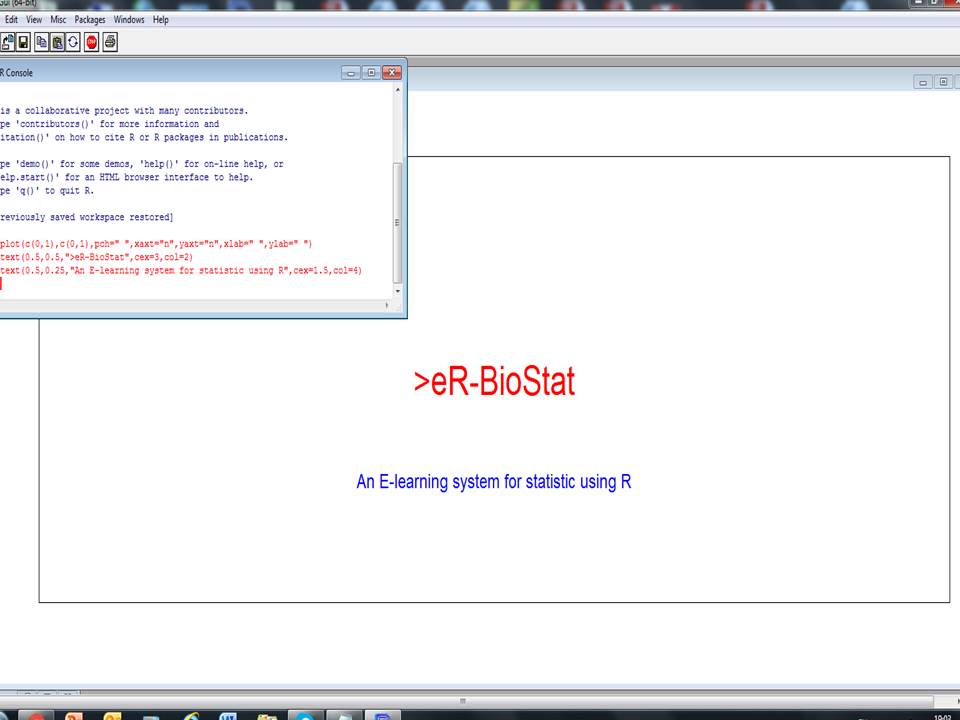 Gui (64-bit)
Edit View Misc Packages Windows Help
R Console
is a collaborative project with many contributors.
pe 'contributors()' for more information and
itation()' on how to cite R or R packages in publications.
pe 'demo()' for some demos, 'help()' for on-line help, or
elp.start()' for an HTML browser interface to help.
pe 'q()' to quit R.
reviously saved workspace restored]
plot(c(0,1),c(0,1),pch=" ",xaxt="n",yaxt="n",xlab=" ",ylab=" ")
text(0.5,0.5,">eR-BioStat",cex=3,col=2)
text(0.5,0.25,"An E-learning system for statistic using R",cex=1.5,col=4)
>eR-BioStat
An E-learning system for statistic using R
19:03